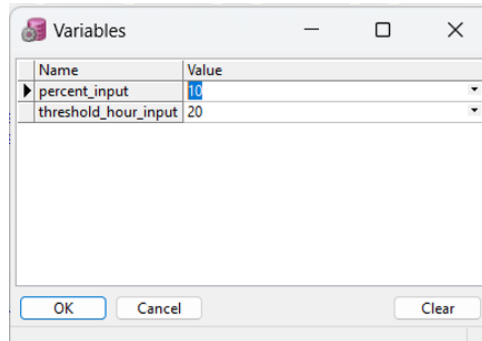 Variables
Name Value
percent_input 10
threshold_hour_input 20
OK Cancel Clear